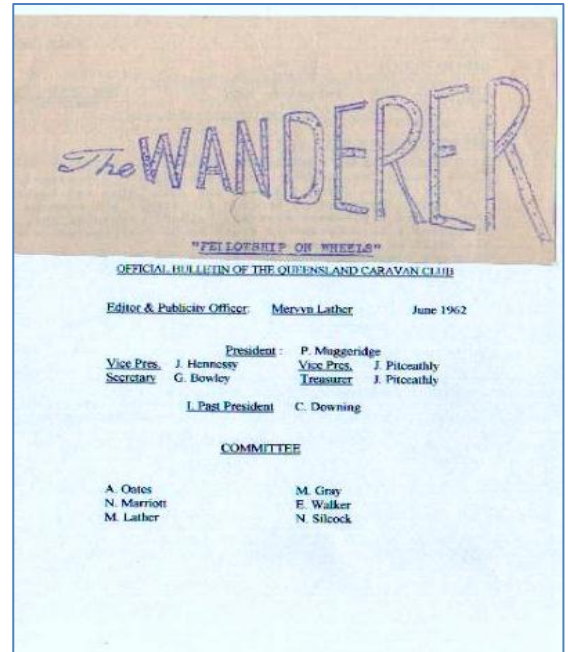 The WANDERER
"FELLOWSHIP ON WHEELS"
OFFICIAL BULLETIN OF THE QUEENSLAND CARAVAN CLUB
Editor & Publicity Officer: Mervyn Lather June 1962
President : P. Muggeridge
Vice Pres. J. Hennessy Vice Pres. J. Pitceathly
Secretary G. Bowley Treasurer J. Pitceathly
I. Past President C. Downing
COMMITTEE
A. Oates M. Gray
N. Marriott E. Walker
M. Lather N. Silcock